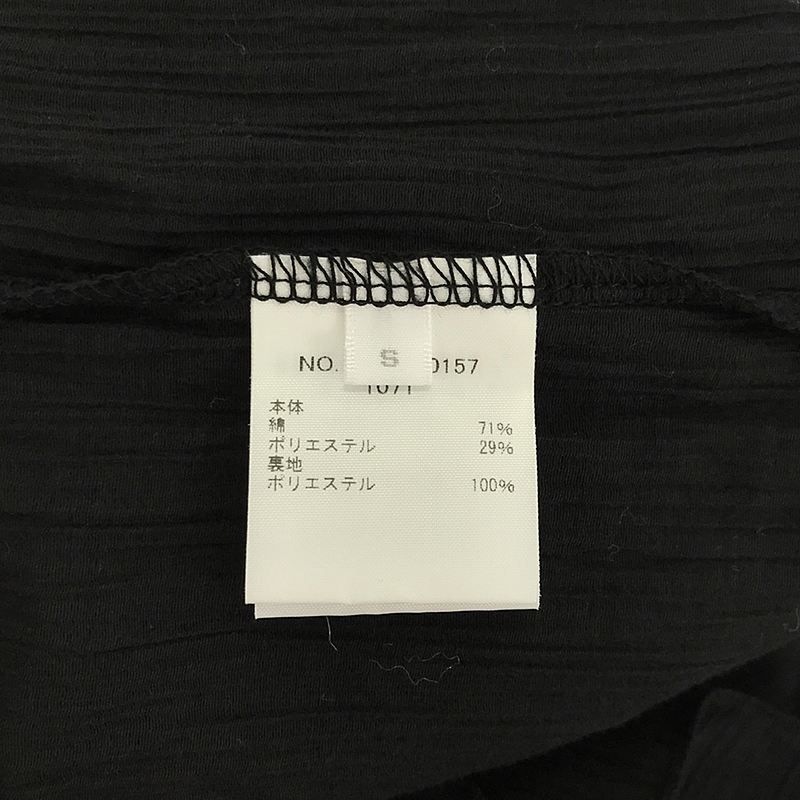 S
NO. 0157
1071
本体
綿 71%
ポリエステル 29%
裏地
ポリエステル 100%